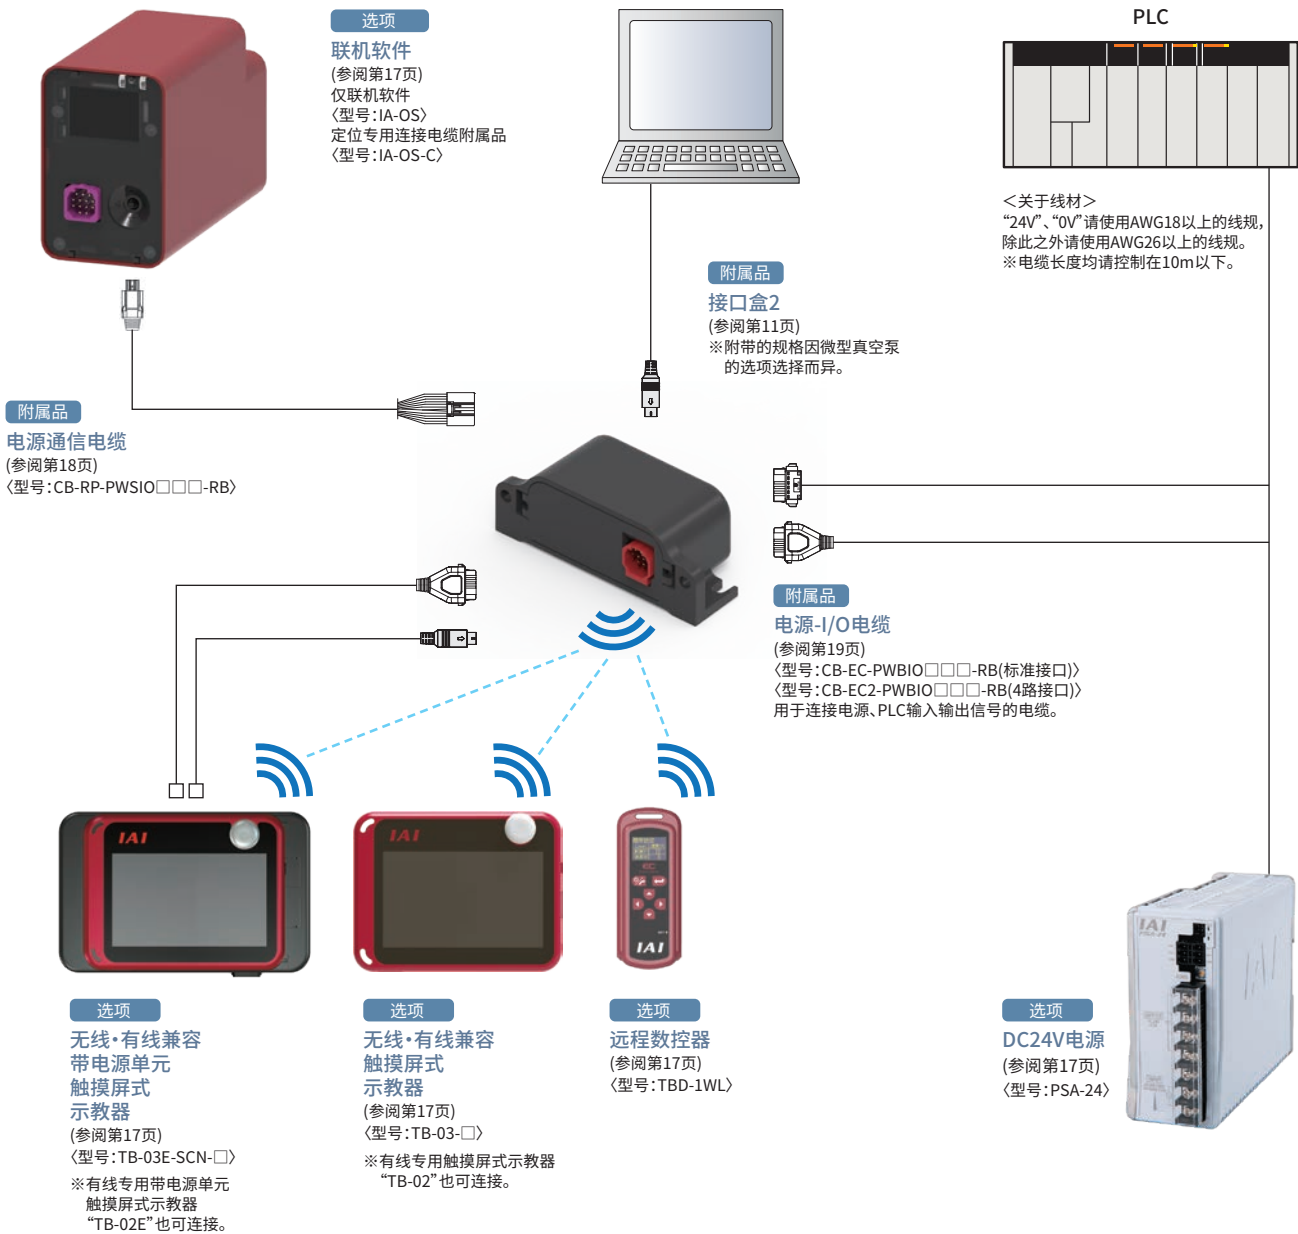 选项
联机软件
(参阅第17页)
仅联机软件
〈型号:IA-OS〉
定位专用连接电缆附属品
〈型号:IA-OS-C〉
PLC
＜关于线材＞
“24V”、“0V”请使用AWG18以上的线规，
除此之外请使用AWG26以上的线规。
※电缆长度均请控制在10m以下。
附属品
接口盒2
(参阅第11页)
※附带的规格因微型真空泵
的选项选择而异。
附属品
电源通信电缆
(参阅第18页)
〈型号:CB-RP-PWSIO□□□-RB〉
附属品
电源-I/O电缆
(参阅第19页)
〈型号:CB-EC-PWBIO□□□-RB(标准接口)〉
〈型号:CB-EC2-PWBIO□□□-RB(4路接口)〉
用于连接电源、PLC输入输出信号的电缆。
IAI
IAI
EC
IAI
IAI
选项
无线•有线兼容
带电源单元
触摸屏式
示教器
(参阅第17页)
〈型号:TB-03E-SCN-□〉
※有线专用带电源单元
触摸屏式示教器
“TB-02E”也可连接。
选项
无线•有线兼容
触摸屏式
示教器
(参阅第17页)
〈型号:TB-03-□〉
※有线专用触摸屏式示教器
“TB-02”也可连接。
选项
远程数控器
(参阅第17页)
〈型号:TBD-1WL〉
选项
DC24V电源
(参阅第17页)
〈型号:PSA-24〉